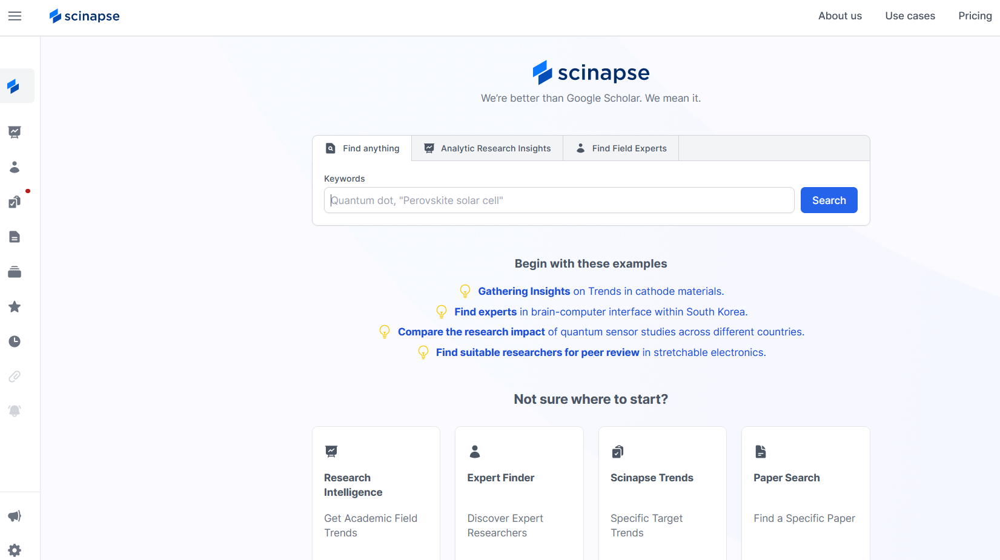 scinapse
About us
Use cases
Pricing
scinapse
We're better than Google Scholar. We mean it.
Find anything
Analytic Research Insights
Find Field Experts
Keywords
Quantum dot, "Perovskite solar cell"
Search
Begin with these examples
Gathering Insights on Trends in cathode materials.
Find experts in brain-computer interface within South Korea.
Compare the research impact of quantum sensor studies across different countries.
Find suitable researchers for peer review in stretchable electronics.
Not sure where to start?
Research
Intelligence
Get Academic Field
Trends
Expert Finder
Discover Expert
Researchers
Scinapse Trends
Specific Target
Trends
Paper Search
Find a Specific Paper